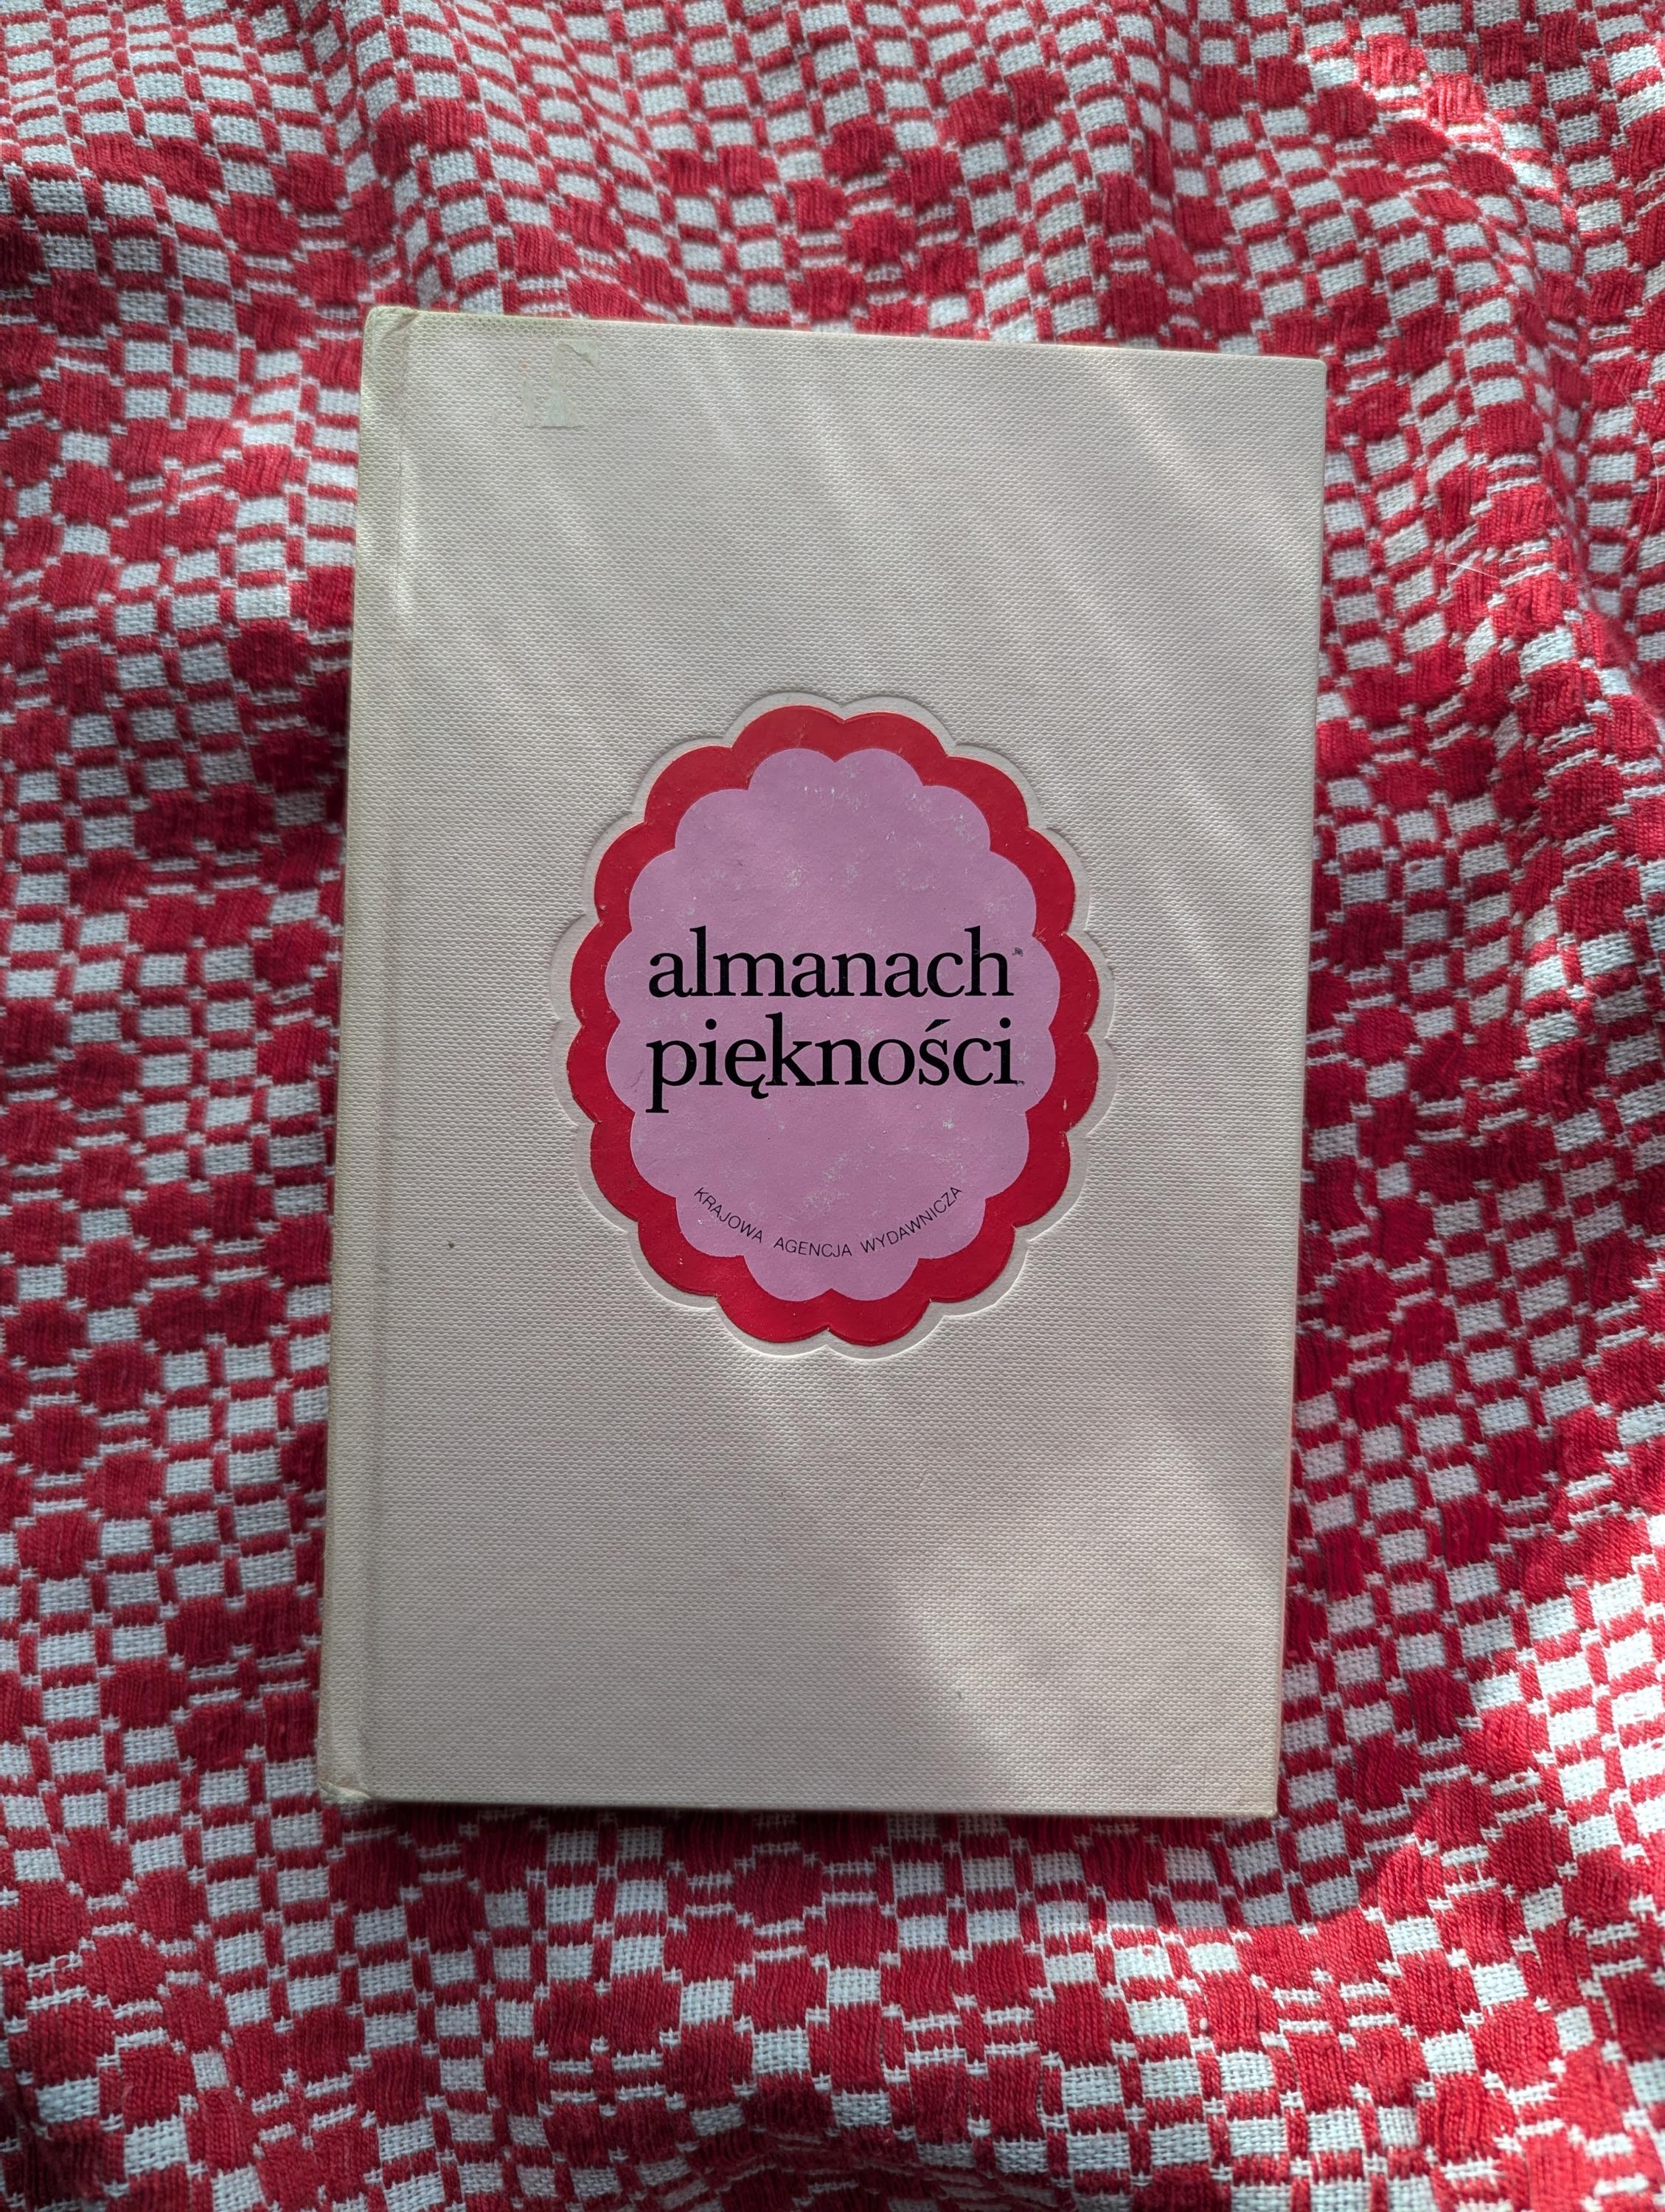 almanach
piękności
KRAJOWA AGENCJA WYDAWNICZA